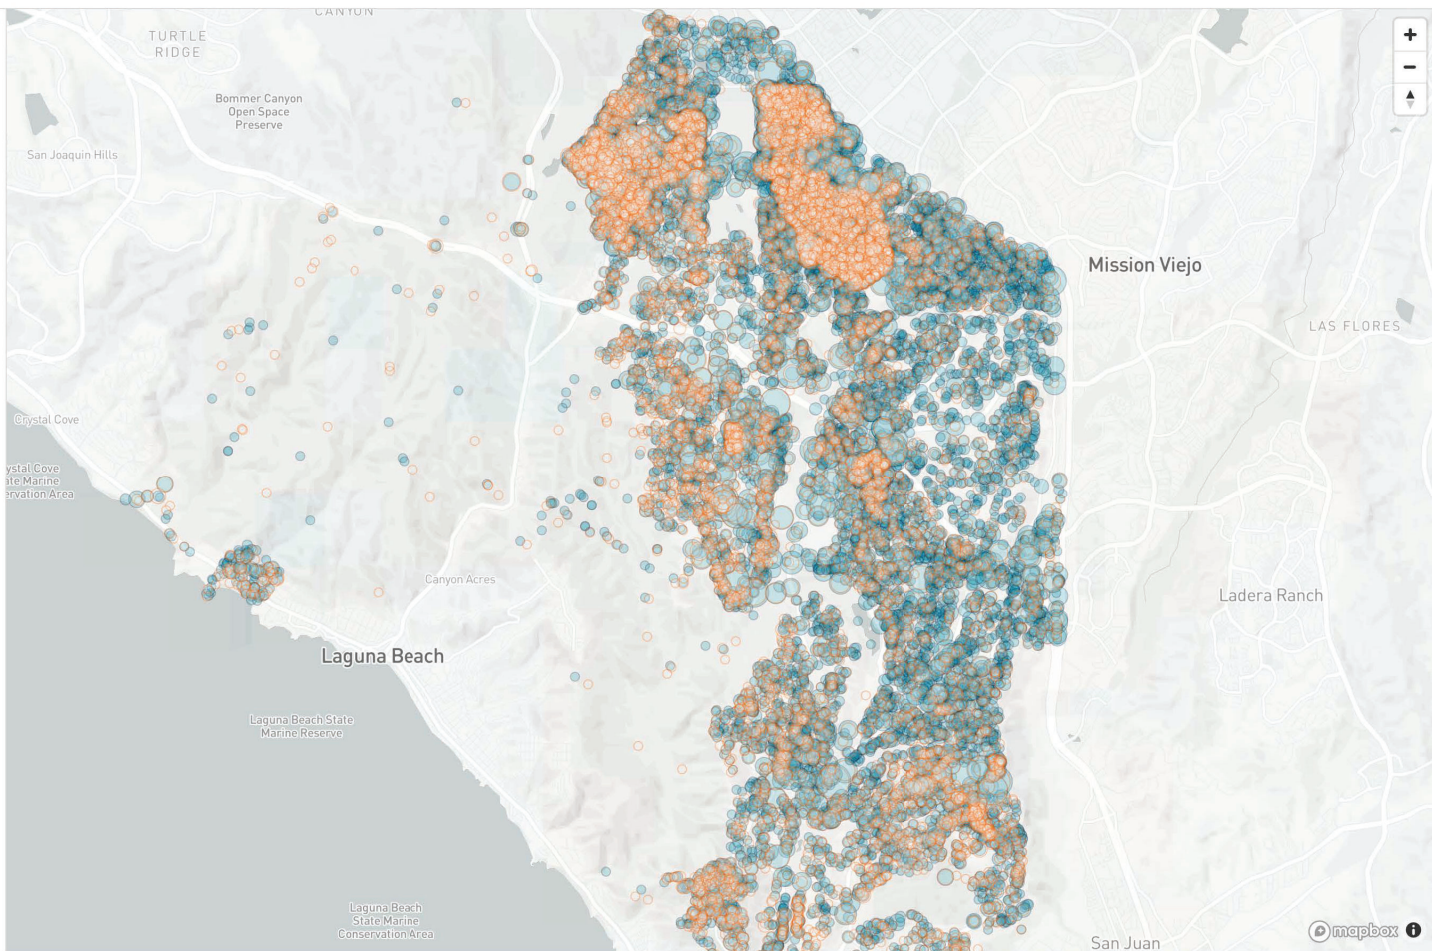 CANYON
TURTLE
RIDGE
Bommer Canyon
Open Space
Preserve
San Joaquin Hills
Mission Viejo
LAS FLORES
Crystal Cove
ystal Cove
ate Marine
ervation Area
Canyon Acres
Ladera Ranch
Laguna Beach
Laguna Beach State
Marine Reserve
Laguna Beach
State Marine
Conservation Area
San Juan
mapbox